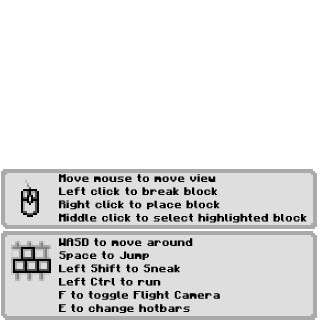 Move mouse to move view
Left click to break block
Right click to place block
Middle click to select highlighted block
WASD to move around
Space to Jump
Left Shift to Sneak
Left Ctrl to run
F to toggle Flight Camera
E to change hotbars